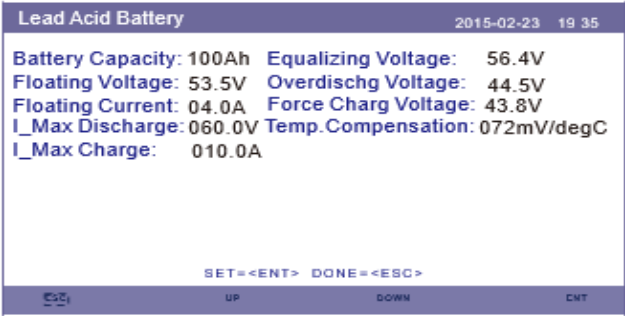 Lead Acid Battery 2015-02-23 19 35
Battery Capacity: 100Ah Equalizing Voltage: 56.4V
Floating Voltage: 53.5V Overdischg Voltage: 44.5V
Floating Current: 04.0A Force Charg Voltage: 43.8V
I_Max Discharge: 060.0V Temp.Compensation: 072mV/degC
I_Max Charge: 010.0A
SET=<ENT> DONE=<ESC>
ESC UP DOWN ENT